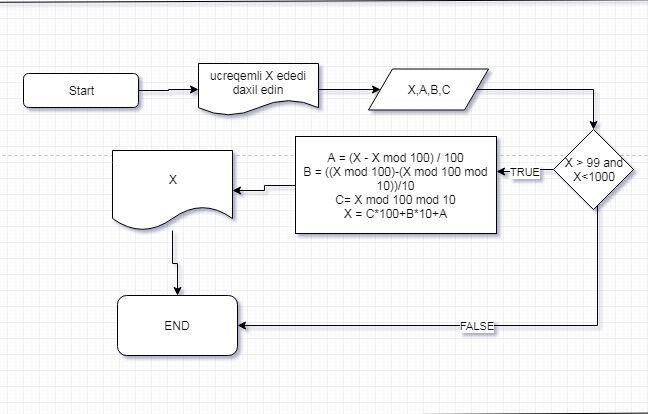 Start
ucreqemli X ededi
daxil edin
X,A,B,C
X > 99 and
X<1000
TRUE
A = (X - X mod 100) / 100
B = ((X mod 100)-(X mod 100 mod
10))/10
C= X mod 100 mod 10
X = C*100+B*10+A
X
END
FALSE